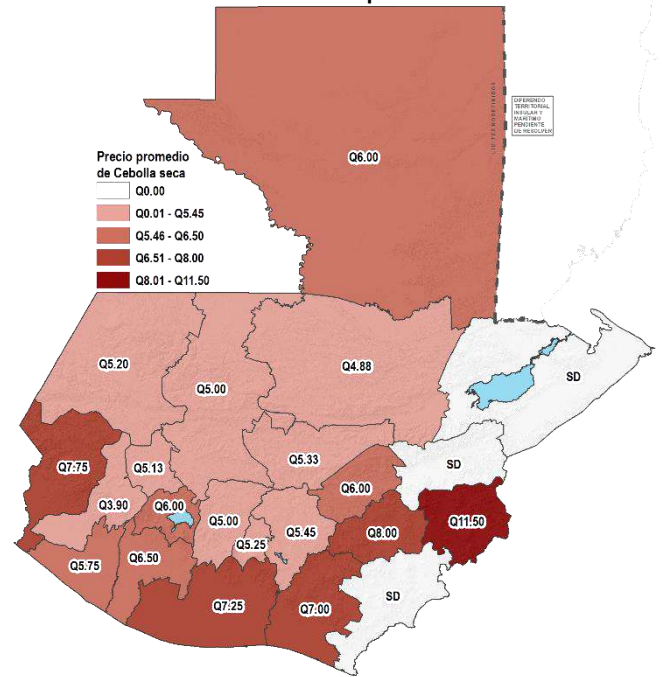 DIFERENDO
TERRITORIAL
INSULAR Y
MARÍTIMO
PENDIENTE
DE RESOLVER
Q6.00
Precio promedio
de Cebolla seca
Q0.00
Q0.01 - Q5.45
Q5.46 - Q6.50
Q6.51 - Q8.00
Q8.01 - Q11.50
Q5.20
Q5.00
Q4.88
SD
Q7:75
Q5.13
Q5.33
SD
Q3.90
Q6.00
Q5.00
Q6.00
Q11.50
Q5.25
Q5.45
Q8.00
Q5:75
Q6.50
Q7:25
Q7:00
SD